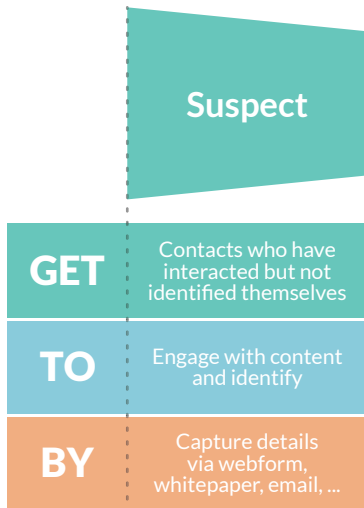 Suspect
GET
Contacts who have
interacted but not
identified themselves
TO
Engage with content
and identify
BY
Capture details
via webform,
whitepaper, email, ...